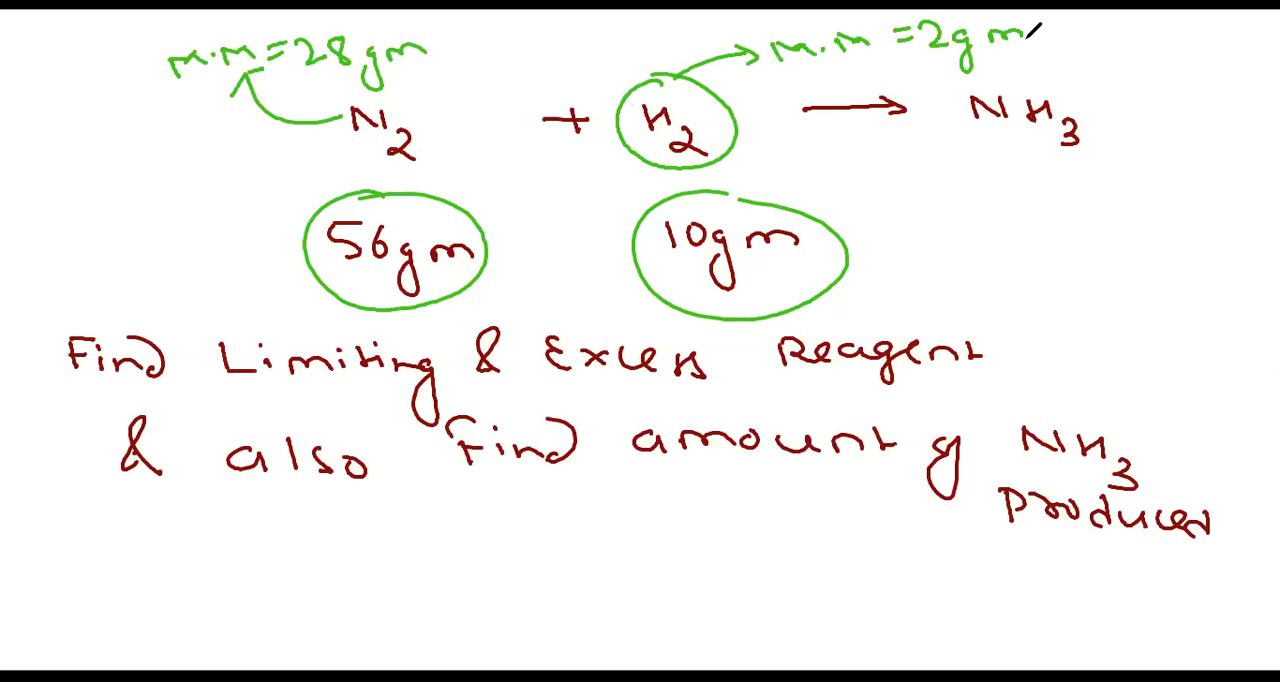 M.M = 28gm M.M = 2gm
N2 + H2 → NH3
56gm 10gm
Find Limiting & Excess Reagent
& also Find amount of NH3
Produced